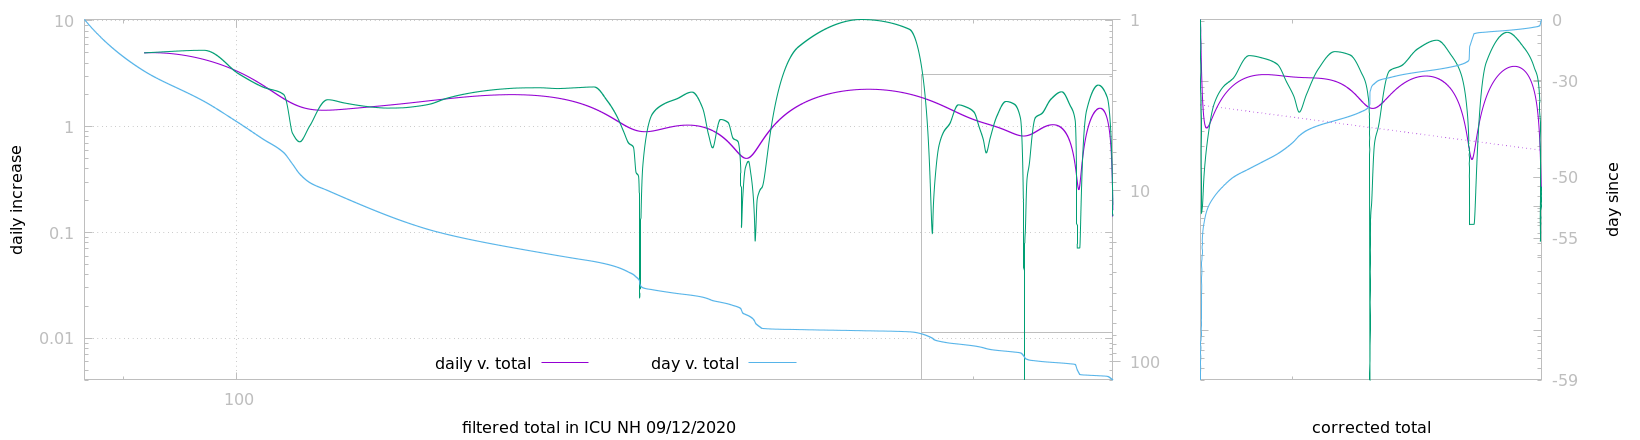 10
1
0.1
0.01
daily increase
daily v. total
day v. total
1
10
100
100
filtered total in ICU NH 09/12/2020
0
-30
-50
-55
-59
day since
corrected total